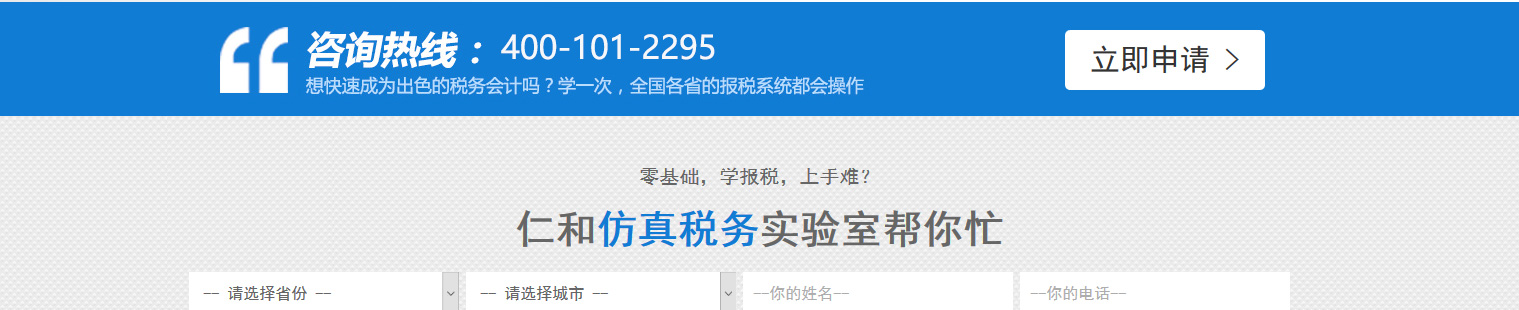 咨询热线：400-101-2295
立即申请 >
想快速成为出色的税务会计吗？学一次，全国各省的报税系统都会操作
零基础，学报税，上手难?
仁和仿真税务实验室帮你忙
-- 请选择省份 --
-- 请选择城市 --
--你的姓名--
--你的电话--